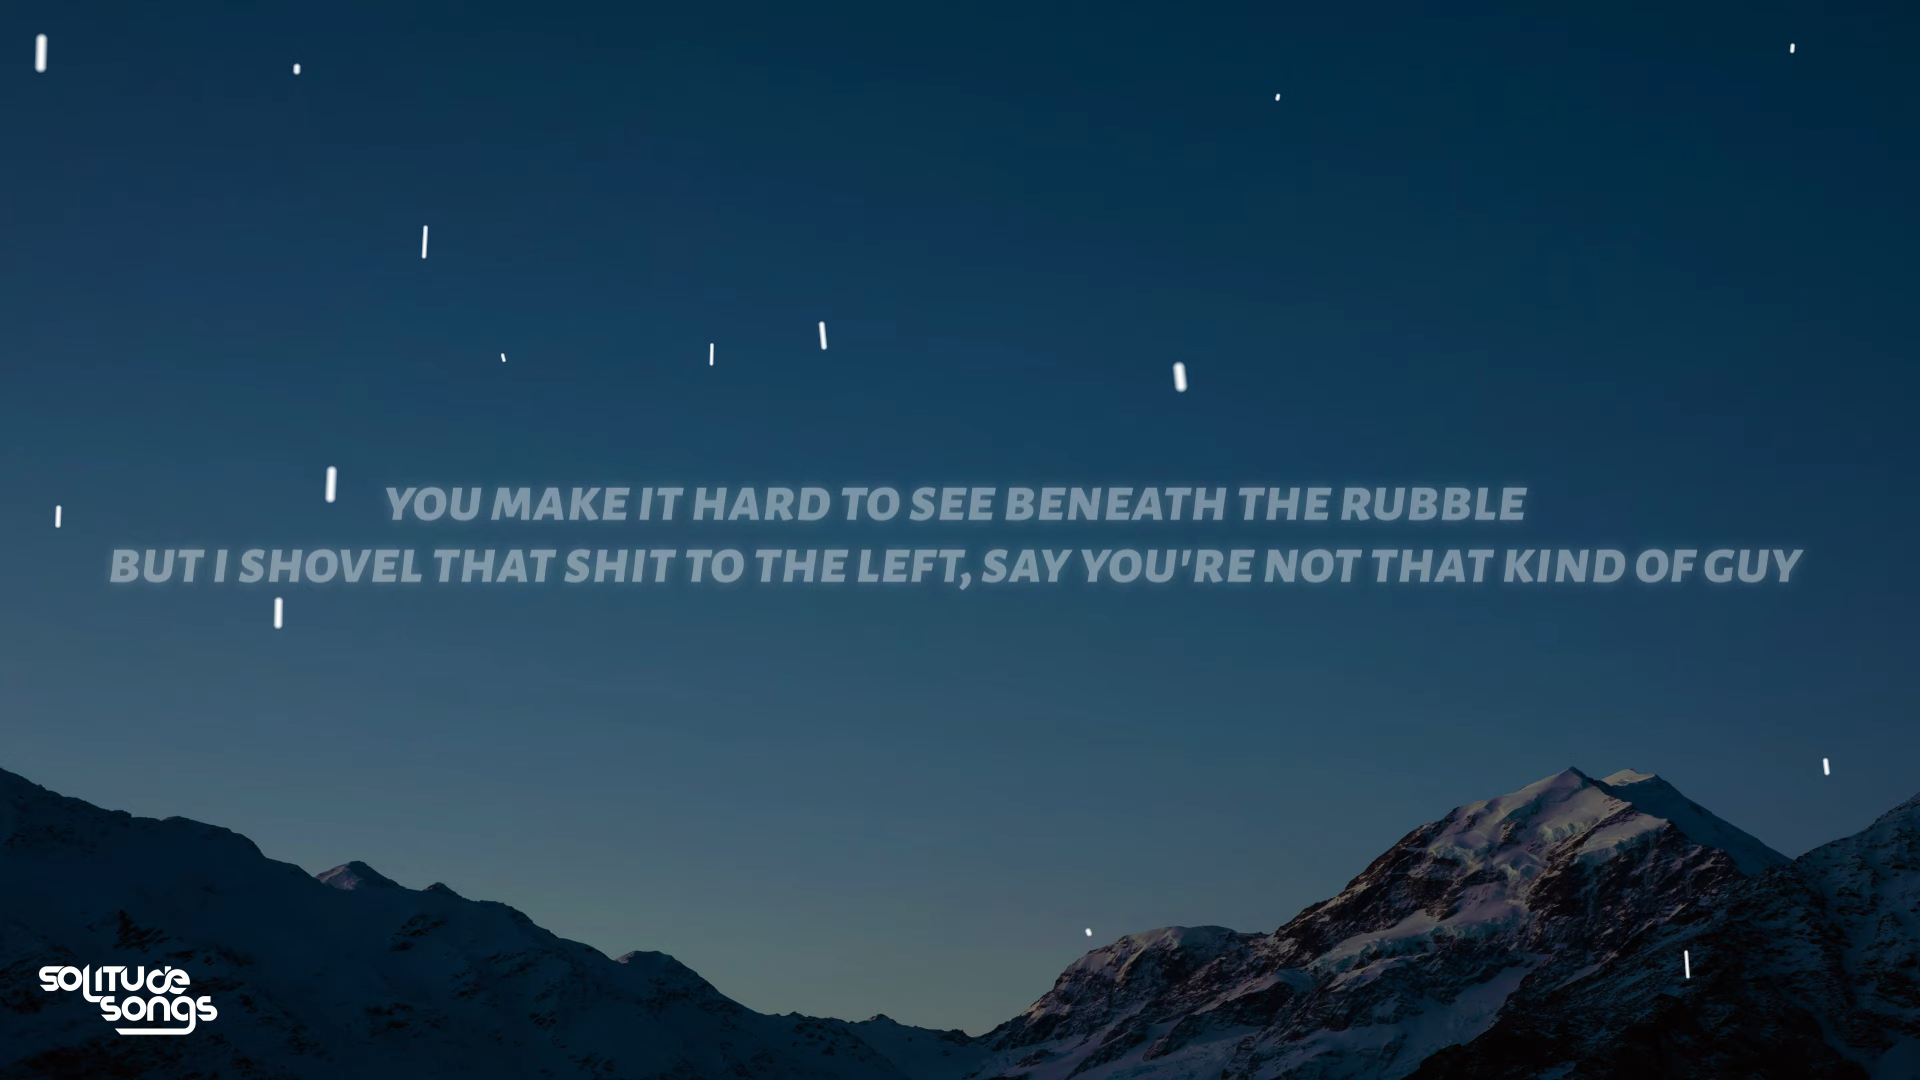 YOU MAKE IT HARD TO SEE BENEATH THE RUBBLE
BUT I SHOVEL THAT SHIT TO THE LEFT, SAY YOU'RE NOT THAT KIND OF GUY
SOLITUDE
SONGS